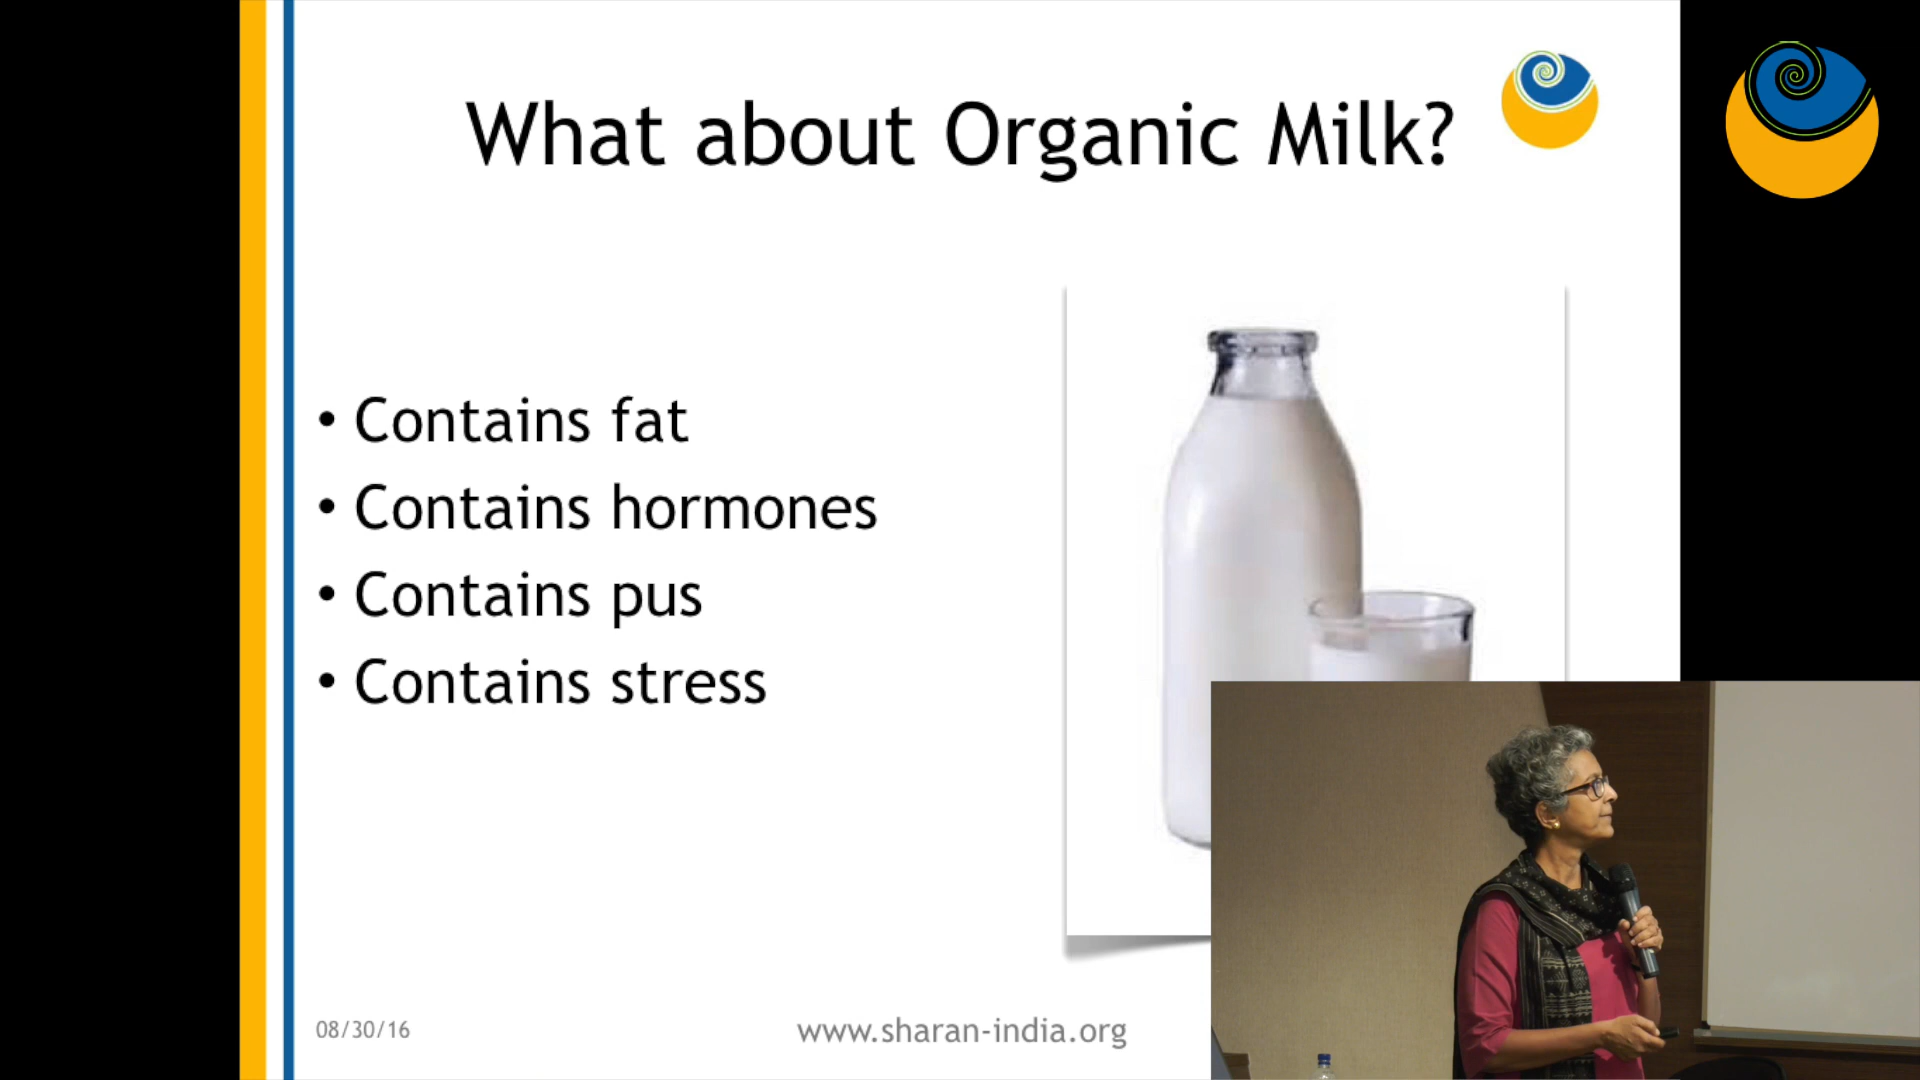 What about Organic Milk?
• Contains fat
• Contains hormones
• Contains pus
• Contains stress
08/30/16
www.sharan-india.org